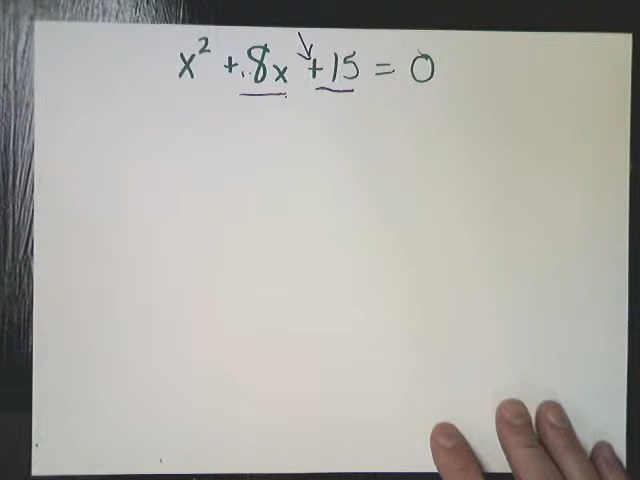 x² + 8x + 15 = 0